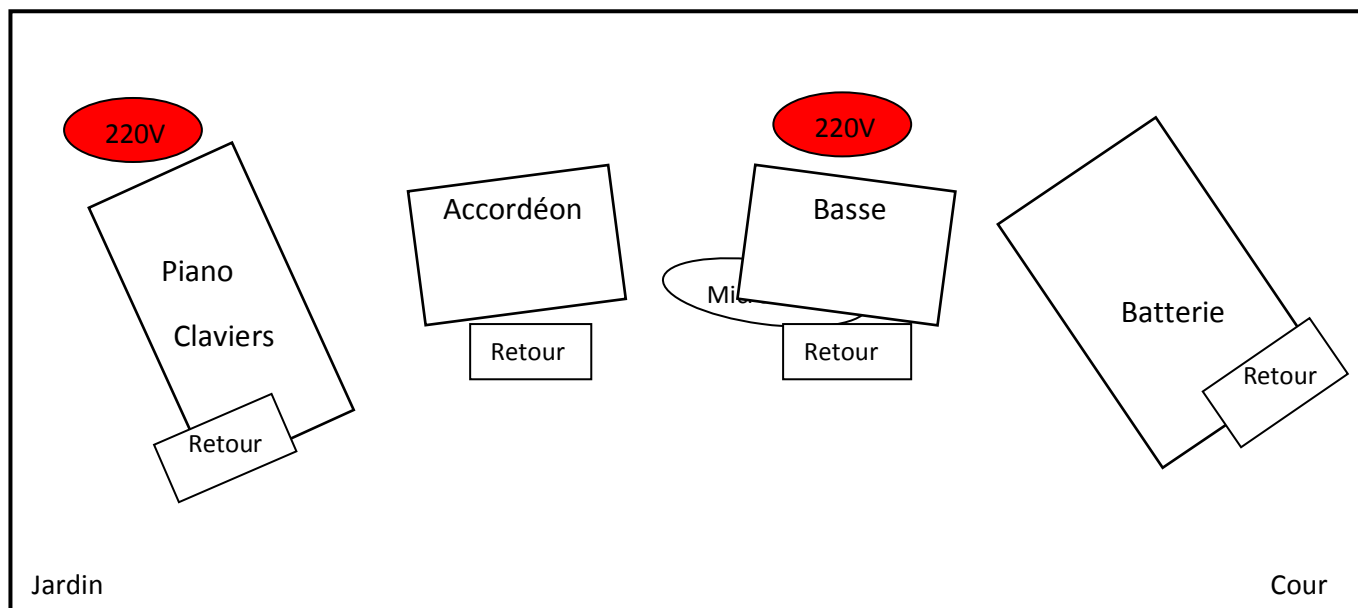 220V
220V
Accordéon
Basse
Piano
Claviers
Batterie
Retour
Retour
Retour
Retour
Jardin
Cour